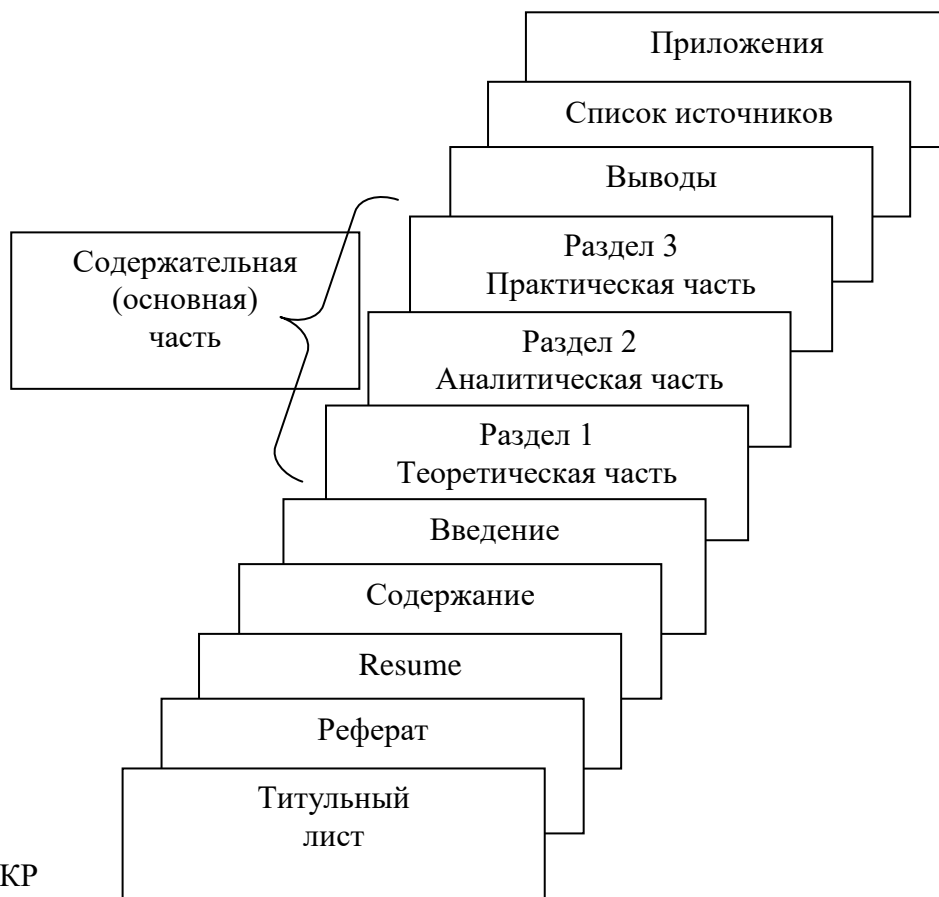 Приложения
Список источников
Выводы
Раздел 3
Практическая часть
Содержательная
(основная)
часть
Раздел 2
Аналитическая часть
Раздел 1
Теоретическая часть
Введение
Содержание
Resume
Реферат
Титульный
лист
КР